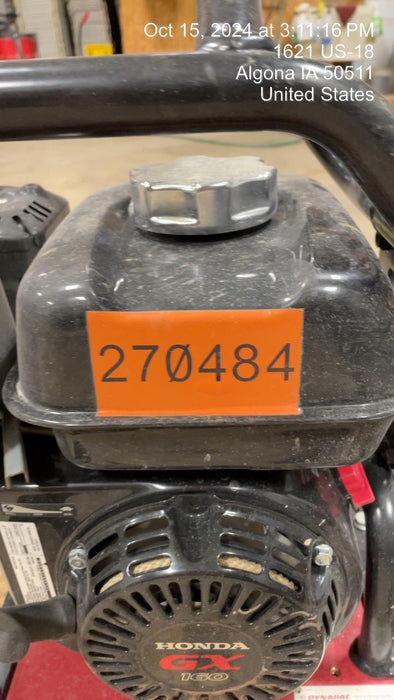 Oct 15, 2024 at 3:11:16 PM
1621 US-18
Algona IA 50511
United States
270484
HONDA
GX
160
DYNAPAC